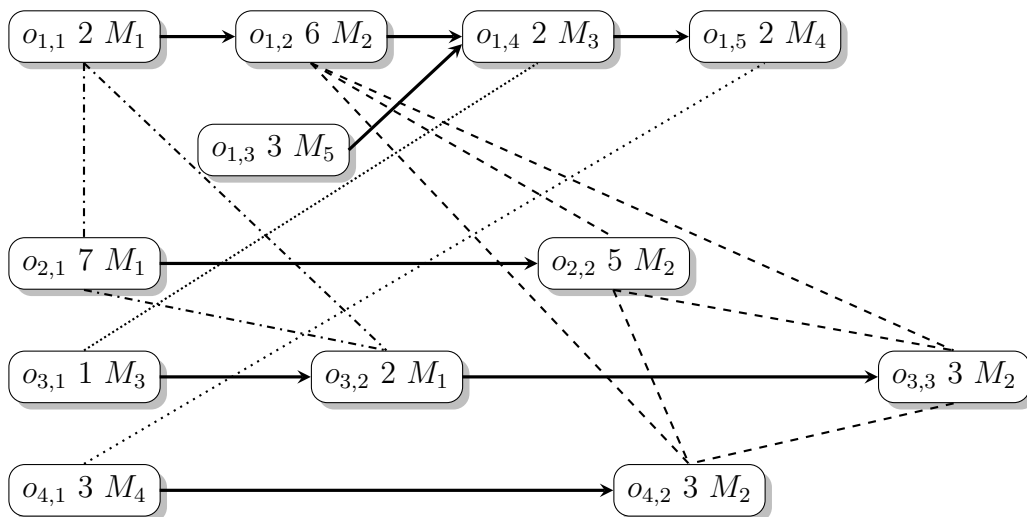 o1,1 2 M1 o1,2 6 M2 o1,4 2 M3 o1,5 2 M4
o1,3 3 M5
o2,1 7 M1 o2,2 5 M2
o3,1 1 M3 o3,2 2 M1 o3,3 3 M2
o4,1 3 M4 o4,2 3 M2